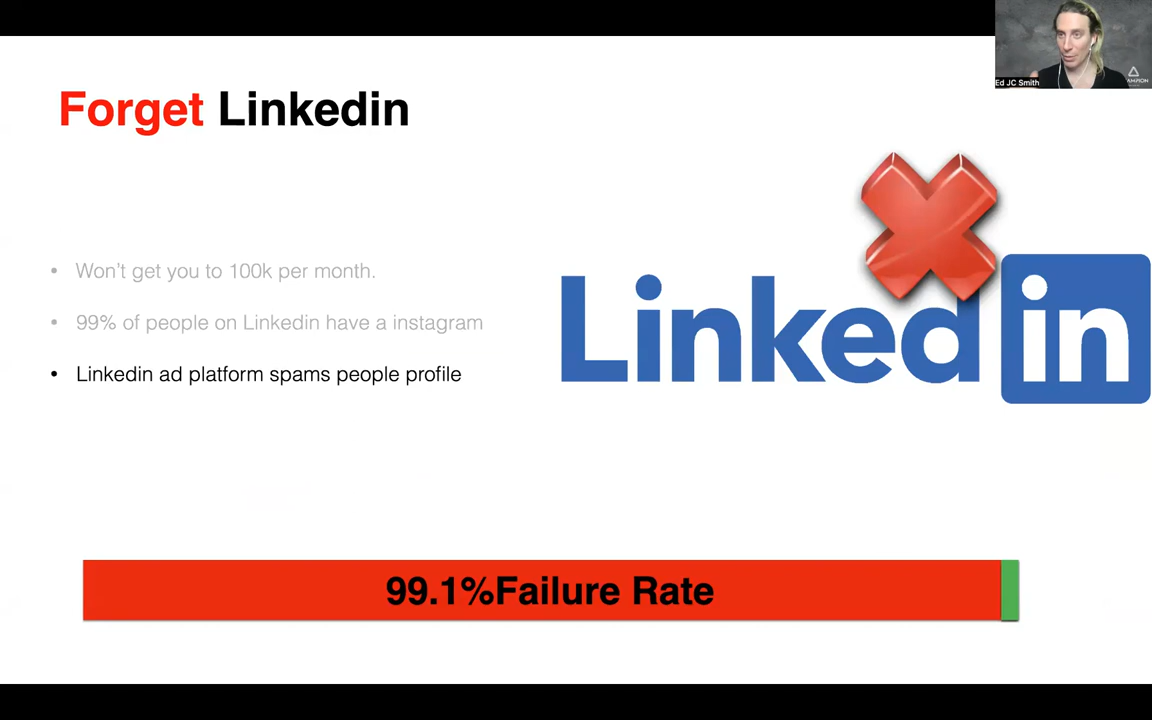 Ed JC Smith
Forget Linkedin
• Won't get you to 100k per month.
• 99% of people on Linkedin have a instagram
• Linkedin ad platform spams people profile
Linkedin
99.1%Failure Rate